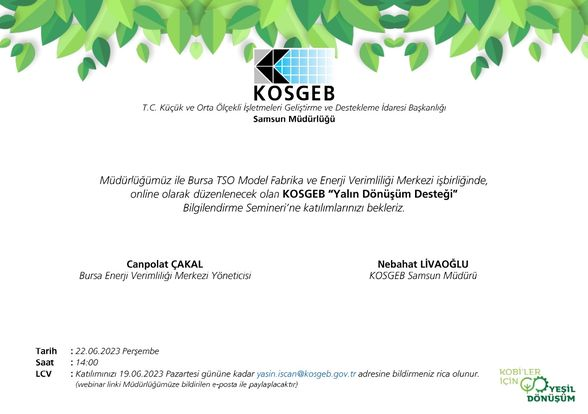 KOSGEB
T.C. Küçük ve Orta Ölçekli İşletmeleri Geliştirme ve Destekleme İdaresi Başkanlığı
Samsun Müdürlüğü
Müdürlüğümüz ile Bursa TSO Model Fabrika ve Enerji Verimliliği Merkezi işbirliğinde,
online olarak düzenlenecek olan KOSGEB “Yalın Dönüşüm Desteği”
Bilgilendirme Semineri’ne katılımlarınızı bekleriz.
Canpolat ÇAKAL
Bursa Enerji Verimliliği Merkezi Yöneticisi
Nebahat LİVAOĞLU
KOSGEB Samsun Müdürü
Tarih : 22.06.2023 Perşembe
Saat : 14:00
LCV : Katılımınızı 19.06.2023 Pazartesi gününe kadar yasin.iscan@kosgeb.gov.tr adresine bildirmeniz rica olunur.
(webinar linki Müdürlüğümüze bildirilen e-posta ile paylaşılacaktır)
KOBİ'LER
İÇİN
YEŞİL
DÖNÜŞÜM